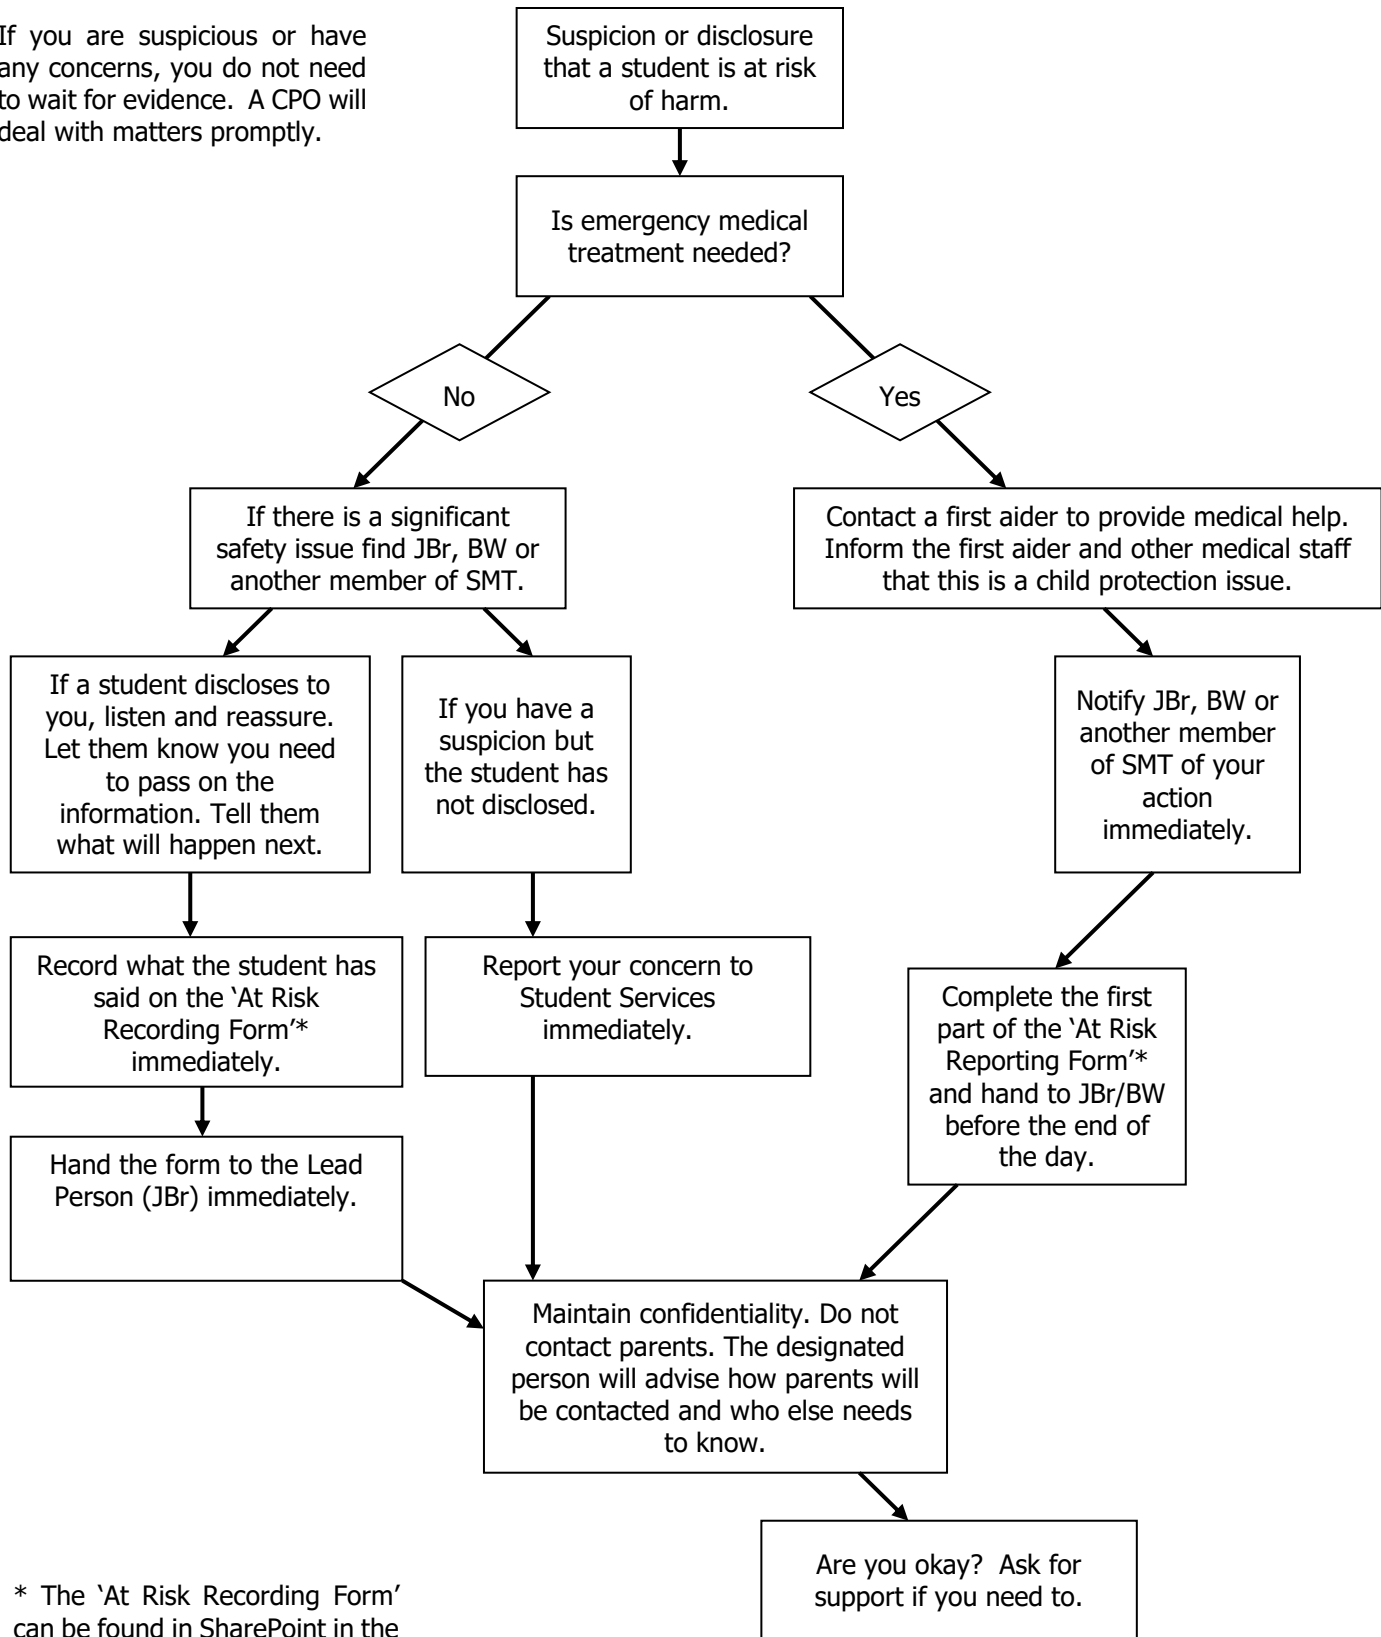 If you are suspicious or have
any concerns, you do not need
to wait for evidence. A CPO will
deal with matters promptly.
Suspicion or disclosure
that a student is at risk
of harm.
Is emergency medical
treatment needed?
No
Yes
If there is a significant
safety issue find JBr, BW or
another member of SMT.
Contact a first aider to provide medical help.
Inform the first aider and other medical staff
that this is a child protection issue.
If a student discloses to
you, listen and reassure.
Let them know you need
to pass on the
information. Tell them
what will happen next.
If you have a
suspicion but
the student has
not disclosed.
Notify JBr, BW or
another member
of SMT of your
action
immediately.
Record what the student has
said on the ‘At Risk
Recording Form’*
immediately.
Report your concern to
Student Services
immediately.
Complete the first
part of the ‘At Risk
Reporting Form’*
and hand to JBr/BW
before the end of
the day.
Hand the form to the Lead
Person (JBr) immediately.
Maintain confidentiality. Do not
contact parents. The designated
person will advise how parents will
be contacted and who else needs
to know.
Are you okay? Ask for
support if you need to.
* The ‘At Risk Recording Form’
can be found in SharePoint in the